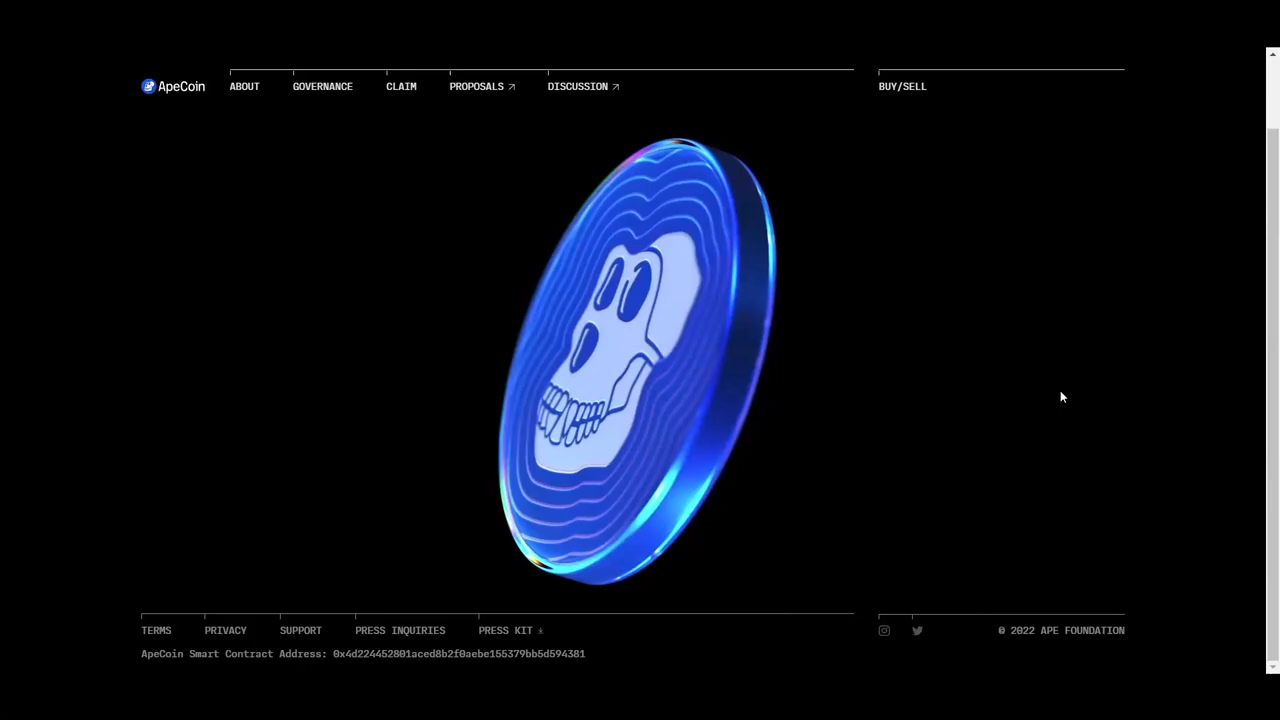 ApeCoin ABOUT GOVERNANCE CLAIM PROPOSALS DISCUSSION BUY/SELL
TERMS PRIVACY SUPPORT PRESS INQUIRIES PRESS KIT © 2022 APE FOUNDATION
ApeCoin Smart Contract Address: 0x4d224452801aced8b2f0aebe155379bb5d594381